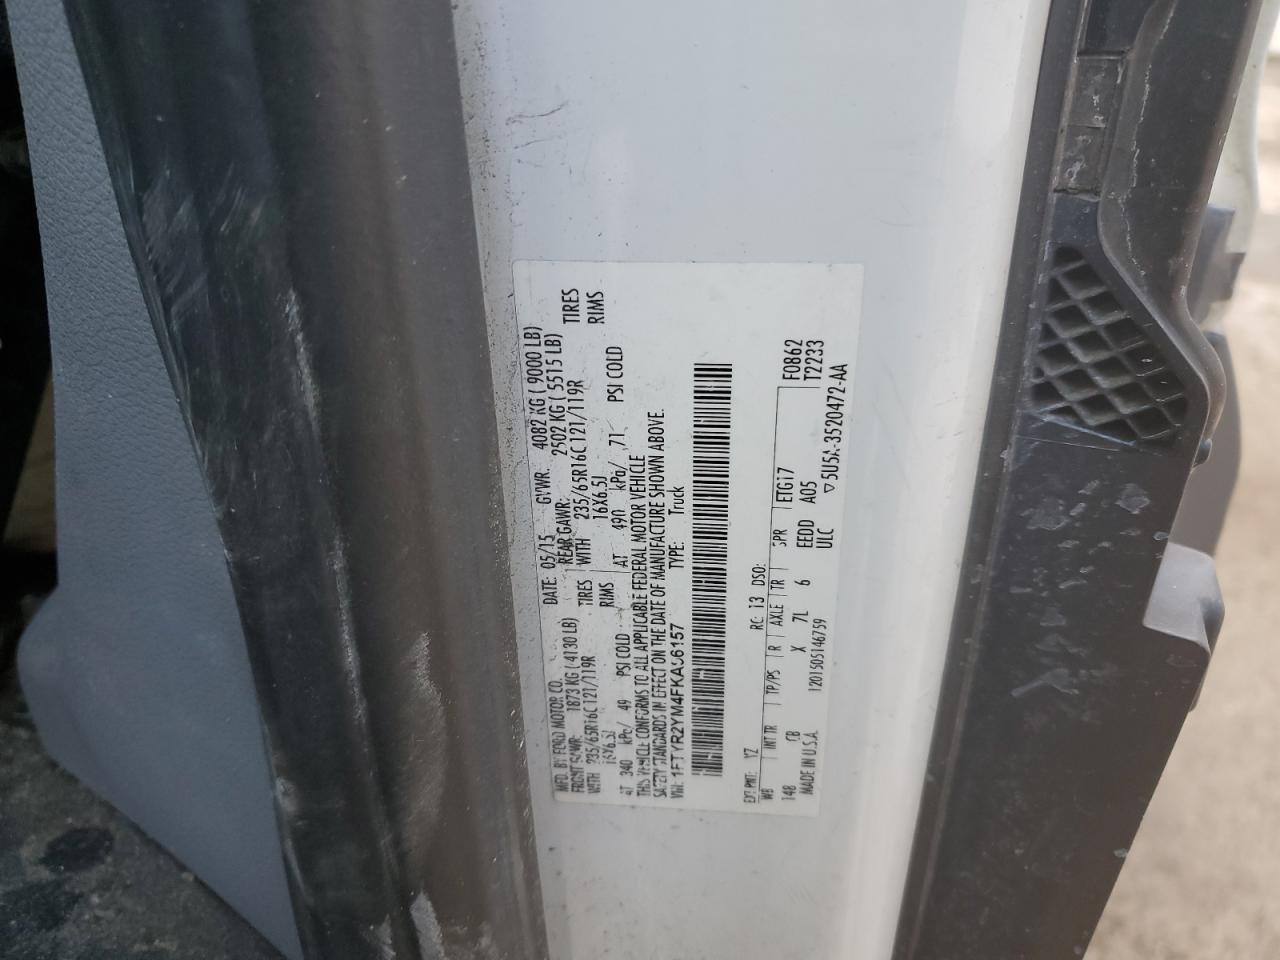 MFD. BY FORD MOTOR CO. DATE: 05/15 GVWR: 4082 KG ( 9000 LB)
FRONT GAWR: 1873 KG ( 4130 LB) REAR GAWR: 2502 KG ( 5515 LB)
WITH 235/65R16C 121/119R TIRES WITH 235/65R16C 121/119R TIRES
16X6.5J RIMS 16X6.5J RIMS
AT 340 kPa/ 49 PSI COLD AT 490 kPa/ 71 PSI COLD
THIS VEHICLE CONFORMS TO ALL APPLICABLE FEDERAL MOTOR VEHICLE
SAFETY STANDARDS IN EFFECT ON THE DATE OF MANUFACTURE SHOWN ABOVE.
VIN: 1FTYR2YM4FKA56157 TYPE: Truck
EXT PNT: YZ RC: 13 DSO: F0862
WB INT TR TP/PS R AXLE TR SPR ETG17 T2233
148 CB X 7L 6 EEDD A05
MADE IN U.S.A. 1201505146759 ULC ▽5U5A-3520472-AA